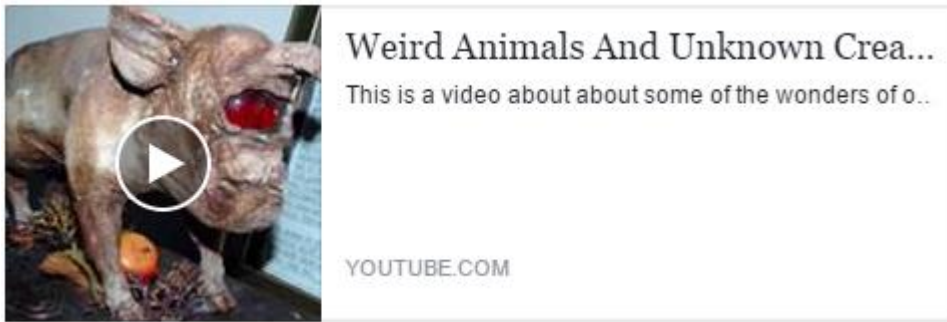 Weird Animals And Unknown Crea...
This is a video about about some of the wonders of o..
YOUTUBE.COM